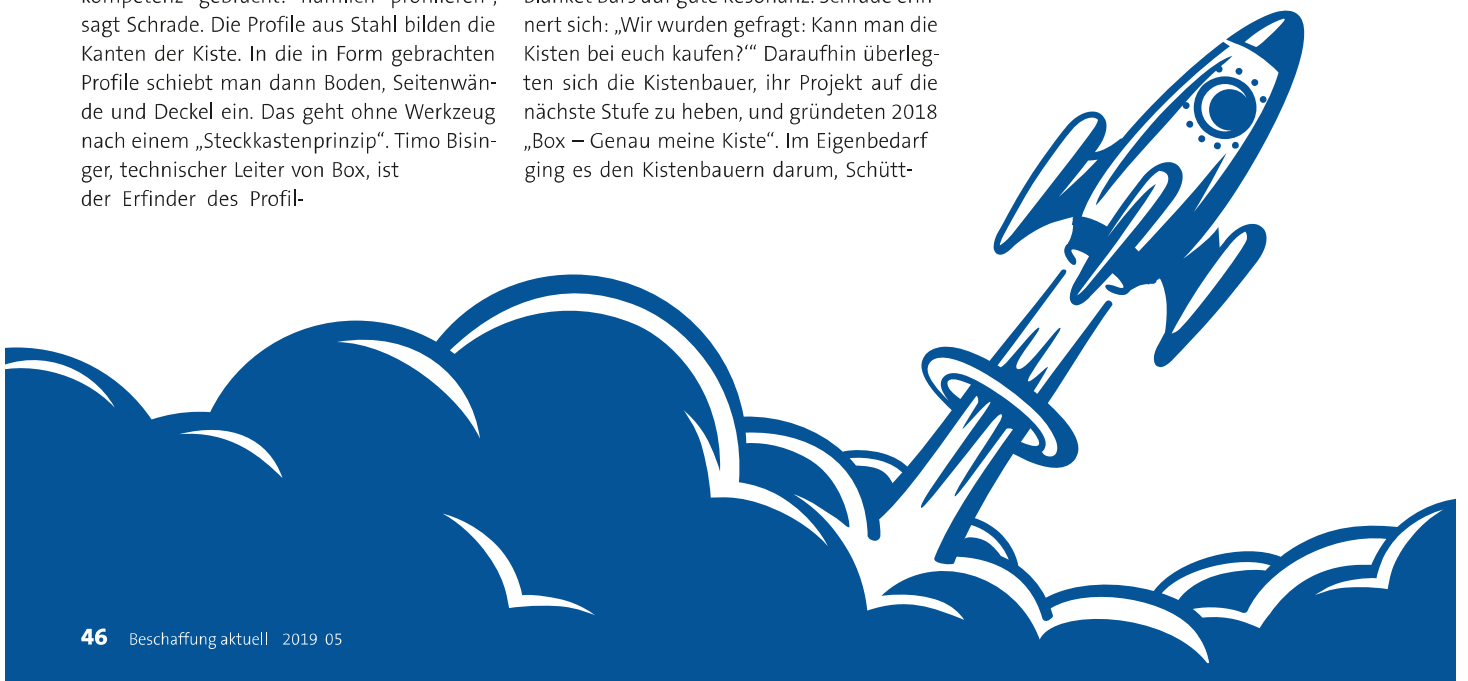 sagt Schrade. Die Profile aus Stahl bilden die
Kanten der Kiste. In die in Form gebrachten
Profile schiebt man dann Boden, Seitenwän-
de und Deckel ein. Das geht ohne Werkzeug
nach einem „Steckkastenprinzip“. Timo Bisin-
ger, technischer Leiter von Box, ist
der Erfinder des Profil-
nert sich: „Wir wurden gefragt: Kann man die
Kisten bei euch kaufen?‘“ Daraufhin überleg-
ten sich die Kistenbauer, ihr Projekt auf die
nächste Stufe zu heben, und gründeten 2018
„Box – Genau meine Kiste“. Im Eigenbedarf
ging es den Kistenbauern darum, Schütt-
46 Beschaffung aktuell 2019 05